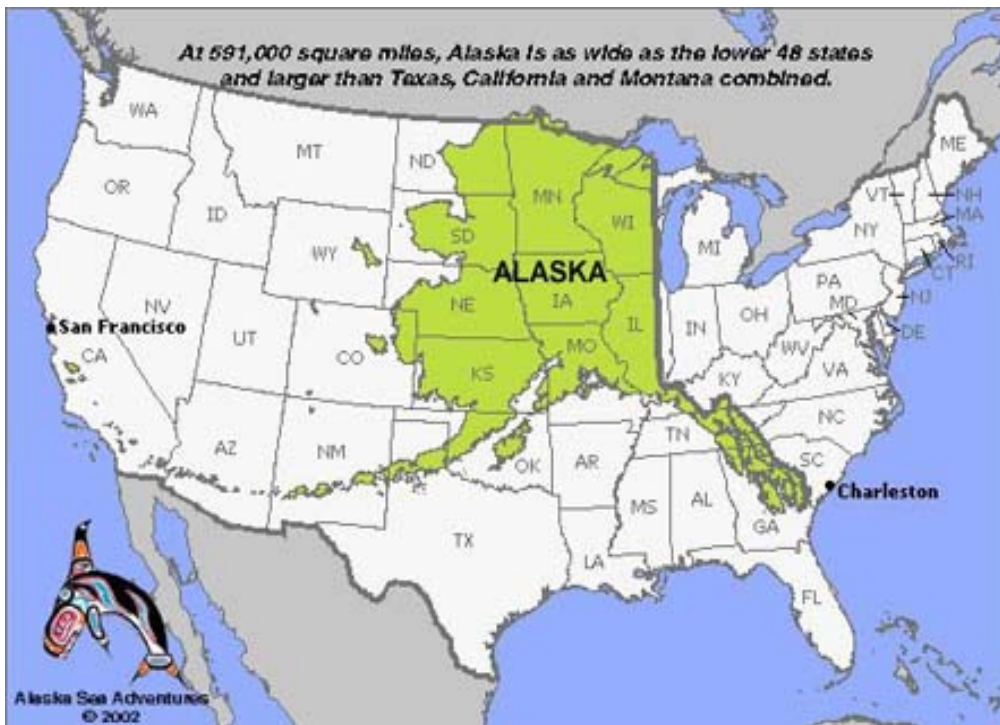 At 591,000 square miles, Alaska is as wide as the lower 48 states
and larger than Texas, California and Montana combined.
WA
MT
ND
ME
OR
MN
VT
NH
ID
MA
SD
WI
NY
WY
MI
RI
CT
ALASKA
PA
NE
IA
NJ
NV
OH
MD
San Francisco
IL
IN
DE
UT
CA
CO
MO
WV
VA
KS
KY
NC
TN
AZ
NM
OK
AR
SC
Charleston
MS
AL
GA
TX
LA
FL
Alaska Sea Adventures
© 2002